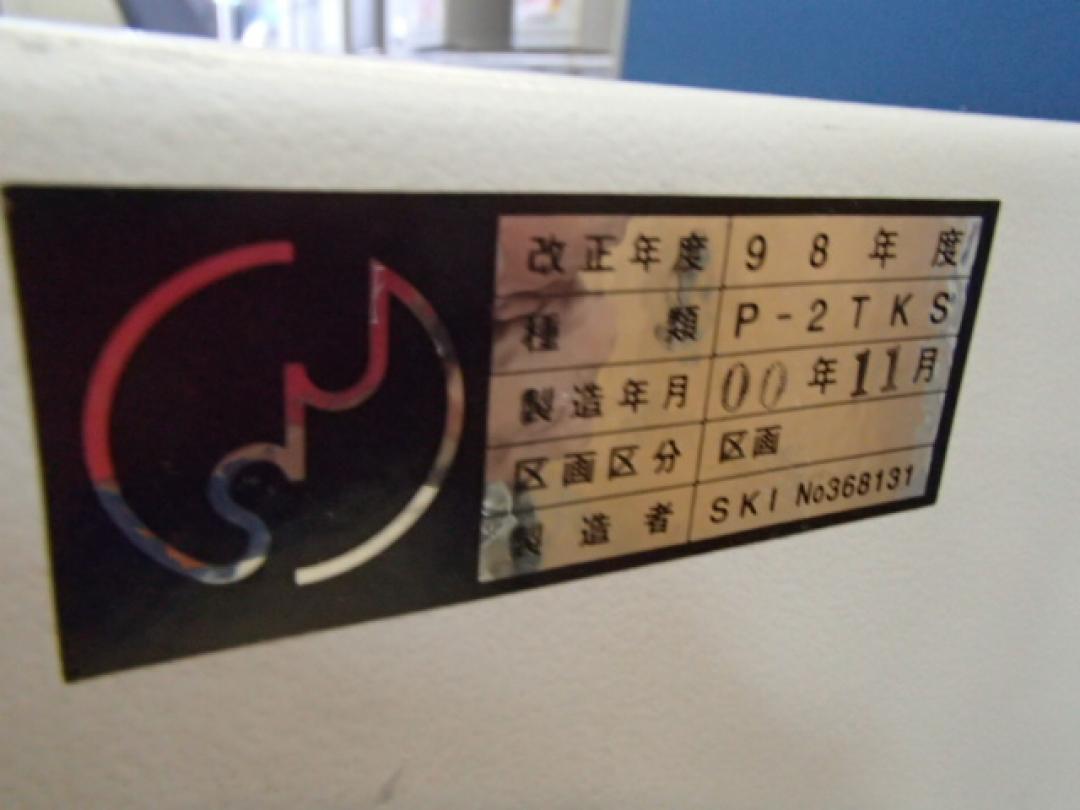 改正年度 98年度
種類 P-2TKS
製造年月 00年11月
区画区分 区画
製造者 SKI No368131